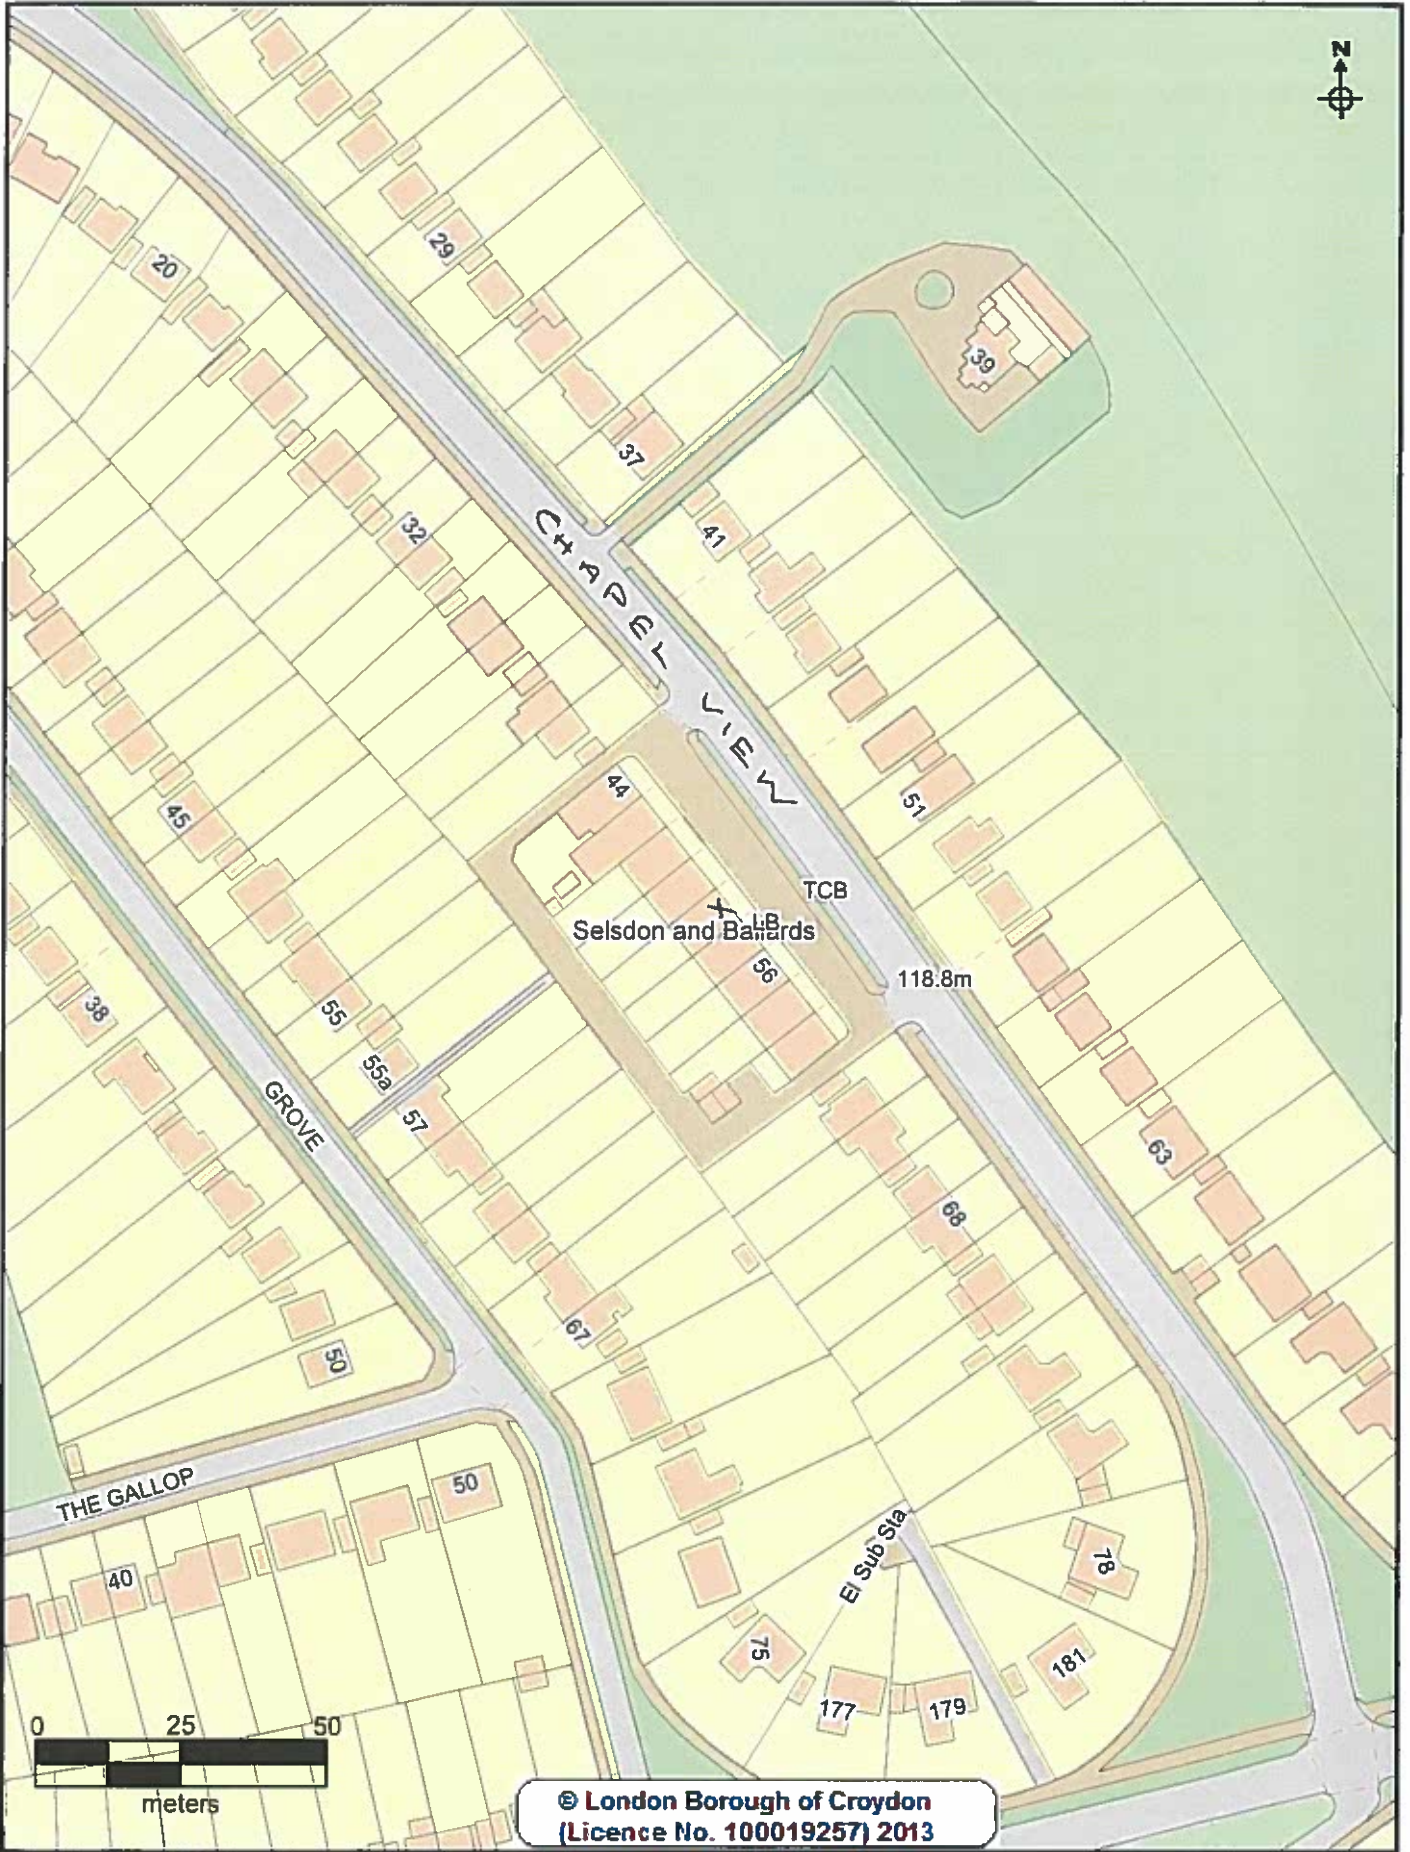 N
29
20
39
37
32
41
CHAPEL
VIEW
44
51
45
TCB
LB
Selsdon and Ballards
56
118.8m
38
55
55a
57
GROVE
63
68
67
50
THE GALLOP
50
40
El Sub Sta
78
75
181
177
179
0 25 50
meters
© London Borough of Croydon
(Licence No. 100019257) 2013